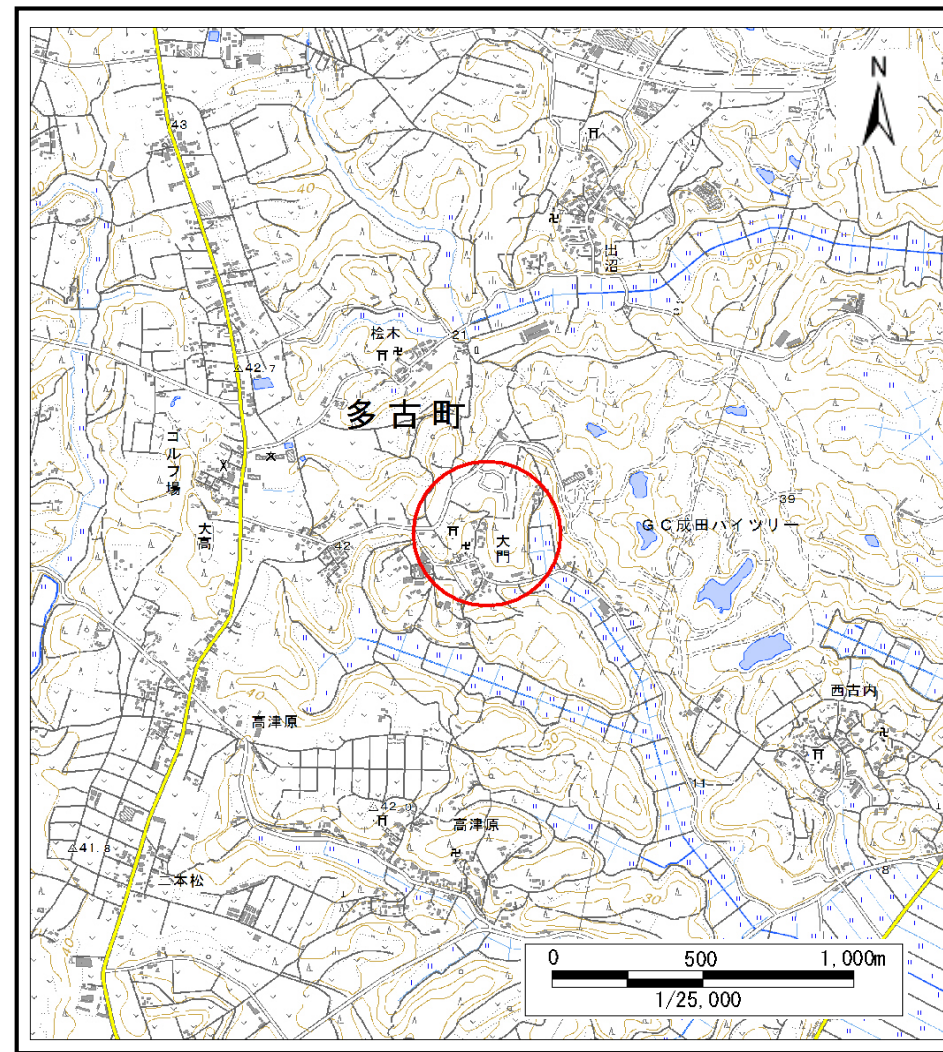 43
N
40
出沼
30
桧木
21
42.7
多古町
ゴルフ場
39
GC成田ハイツリー
大高
42
大門
西古内
40
高津原
30
11
42.0
高津原
41.8
二本松
8
30
40
0 500 1,000m
1/25,000